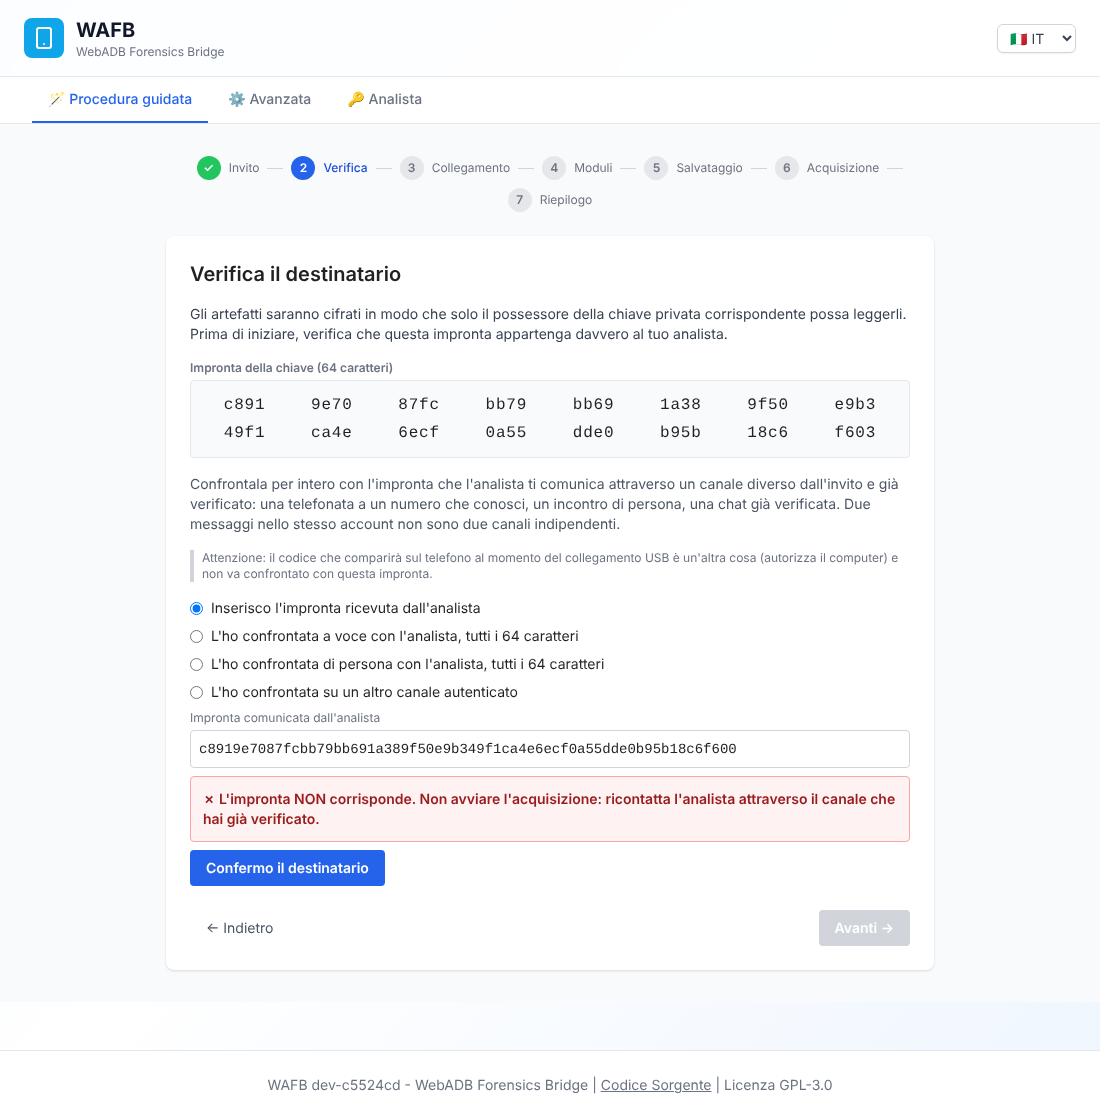 WAFB
WebADB Forensics Bridge
IT
Procedura guidata
Avanzata
Analista
Invito
2 Verifica
3 Collegamento
4 Moduli
5 Salvataggio
6 Acquisizione
7 Riepilogo
Verifica il destinatario
Gli artefatti saranno cifrati in modo che solo il possessore della chiave privata corrispondente possa leggerli.
Prima di iniziare, verifica che questa impronta appartenga davvero al tuo analista.
Impronta della chiave (64 caratteri)
c891 9e70 87fc bb79 bb69 1a38 9f50 e9b3
49f1 ca4e 6ecf 0a55 dde0 b95b 18c6 f603
Confrontala per intero con l'impronta che l'analista ti comunica attraverso un canale diverso dall'invito e già
verificato: una telefonata a un numero che conosci, un incontro di persona, una chat già verificata. Due
messaggi nello stesso account non sono due canali indipendenti.
Attenzione: il codice che comparirà sul telefono al momento del collegamento USB è un'altra cosa (autorizza il computer) e
non va confrontato con questa impronta.
Inserisco l'impronta ricevuta dall'analista
L'ho confrontata a voce con l'analista, tutti i 64 caratteri
L'ho confrontata di persona con l'analista, tutti i 64 caratteri
L'ho confrontata su un altro canale autenticato
Impronta comunicata dall'analista
c8919e7087fcbb79bb691a389f50e9b349f1ca4e6ecf0a55dde0b95b18c6f600
× L'impronta NON corrisponde. Non avviare l'acquisizione: ricontatta l'analista attraverso il canale che
hai già verificato.
Confermo il destinatario
← Indietro
Avanti →
WAFB dev-c5524cd - WebADB Forensics Bridge | Codice Sorgente | Licenza GPL-3.0